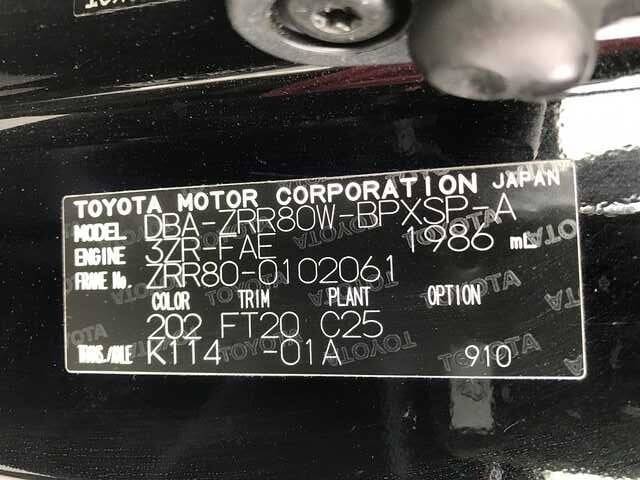 TOYOTA MOTOR CORPORATION JAPAN
MODEL DBA-ZRR80W-BPXSP-A
ENGINE 3ZR-FAE 1986 mL
FRAME No. ZRR80-0102061
COLOR TRIM PLANT OPTION
202 FT20 C25
TRANS./AXLE K114 -01A 910